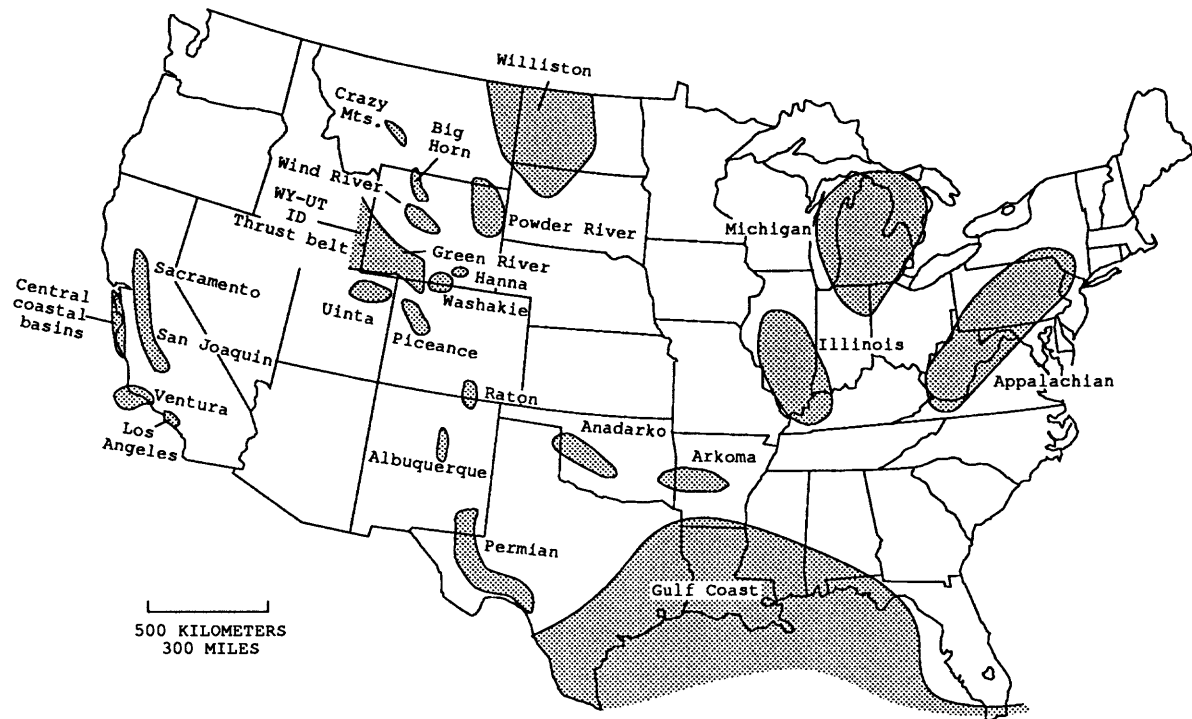 Williston
Crazy
Mts.
Big
Horn
Wind River
WY-UT
ID
Thrust belt
Powder River
Michigan
Green River
Hanna
Washakie
Sacramento
Central
coastal
basins
Uinta
Piceance
San Joaquin
Illinois
Appalachian
Ventura
Raton
Los
Angeles
Anadarko
Albuquerque
Arkoma
Permian
Gulf Coast
500 KILOMETERS
300 MILES